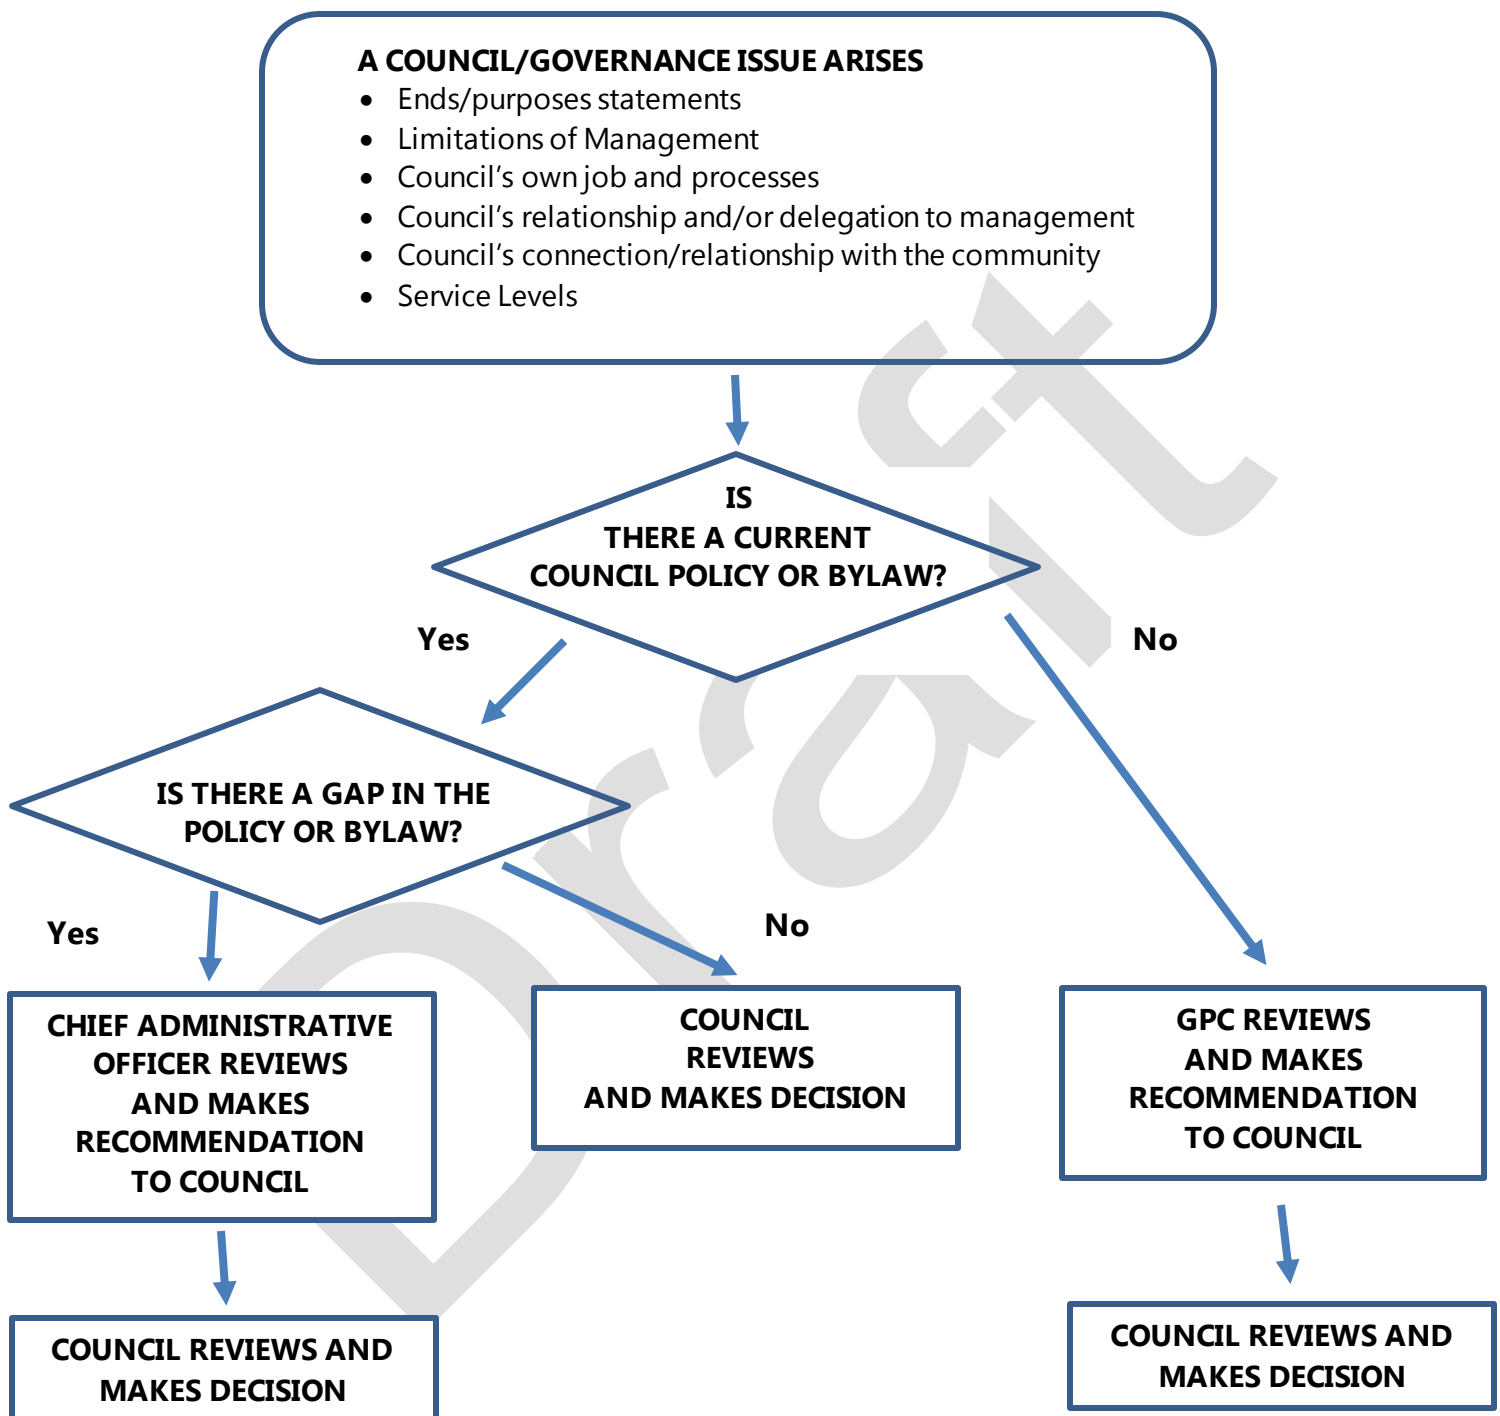 A COUNCIL/GOVERNANCE ISSUE ARISES
• Ends/purposes statements
• Limitations of Management
• Council’s own job and processes
• Council’s relationship and/or delegation to management
• Council’s connection/relationship with the community
• Service Levels
IS
THERE A CURRENT
COUNCIL POLICY OR BYLAW?
Yes
No
IS THERE A GAP IN THE
POLICY OR BYLAW?
Yes
No
CHIEF ADMINISTRATIVE
OFFICER REVIEWS
AND MAKES
RECOMMENDATION
TO COUNCIL
COUNCIL
REVIEWS
AND MAKES DECISION
GPC REVIEWS
AND MAKES
RECOMMENDATION
TO COUNCIL
COUNCIL REVIEWS AND
MAKES DECISION
COUNCIL REVIEWS AND
MAKES DECISION
Draft